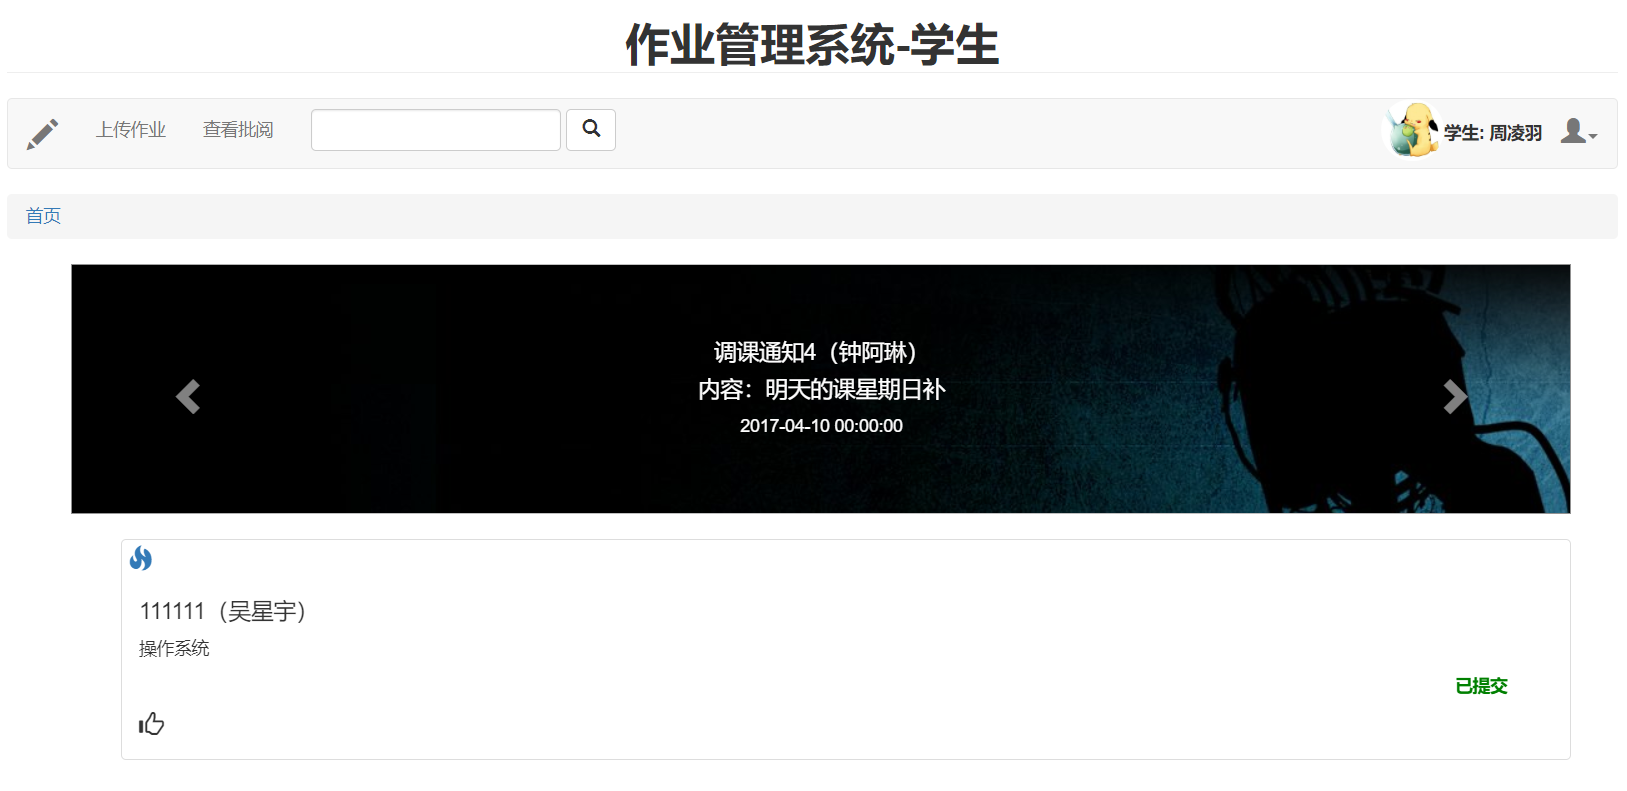 作业管理系统-学生
上传作业 查看批阅 学生: 周凌羽
首页
调课通知4（钟阿琳）
内容：明天的课星期日补
2017-04-10 00:00:00
111111（吴星宇）
操作系统
已提交